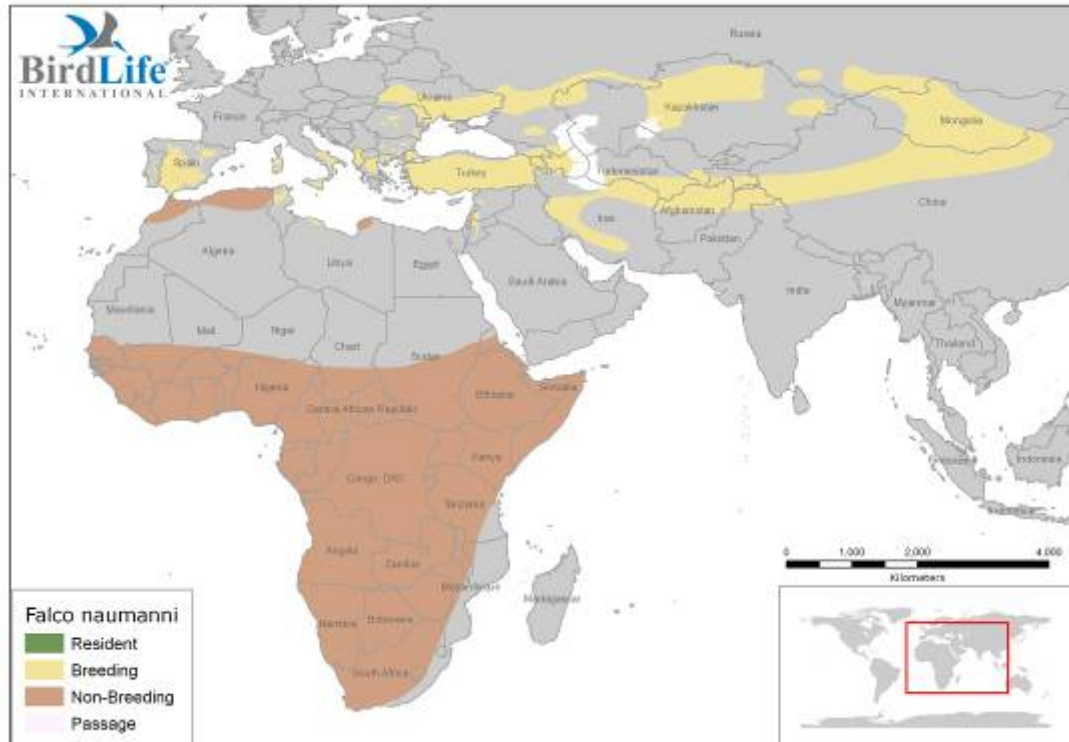 BirdLife
INTERNATIONAL
Russia
Ukraine
France
Kazakhstan
Mongolia
Spain
Turkey
Turkmenistan
China
Iran
Afghanistan
Pakistan
Algeria
Libya
Egypt
Saudi Arabia
India
Myanmar
Mauritania
Mali
Niger
Chad
Sudan
Thailand
Nigeria
Ethiopia
Somalia
Central African Republic
Kenya
Congo, DRC
Indonesia
Indonesia
Tanzania
Angola
Zambia
Madagascar
Namibia
Botswana
South Africa
0 1,000 2,000 4,000
Kilometers
Falco naumanni
Resident
Breeding
Non-Breeding
Passage